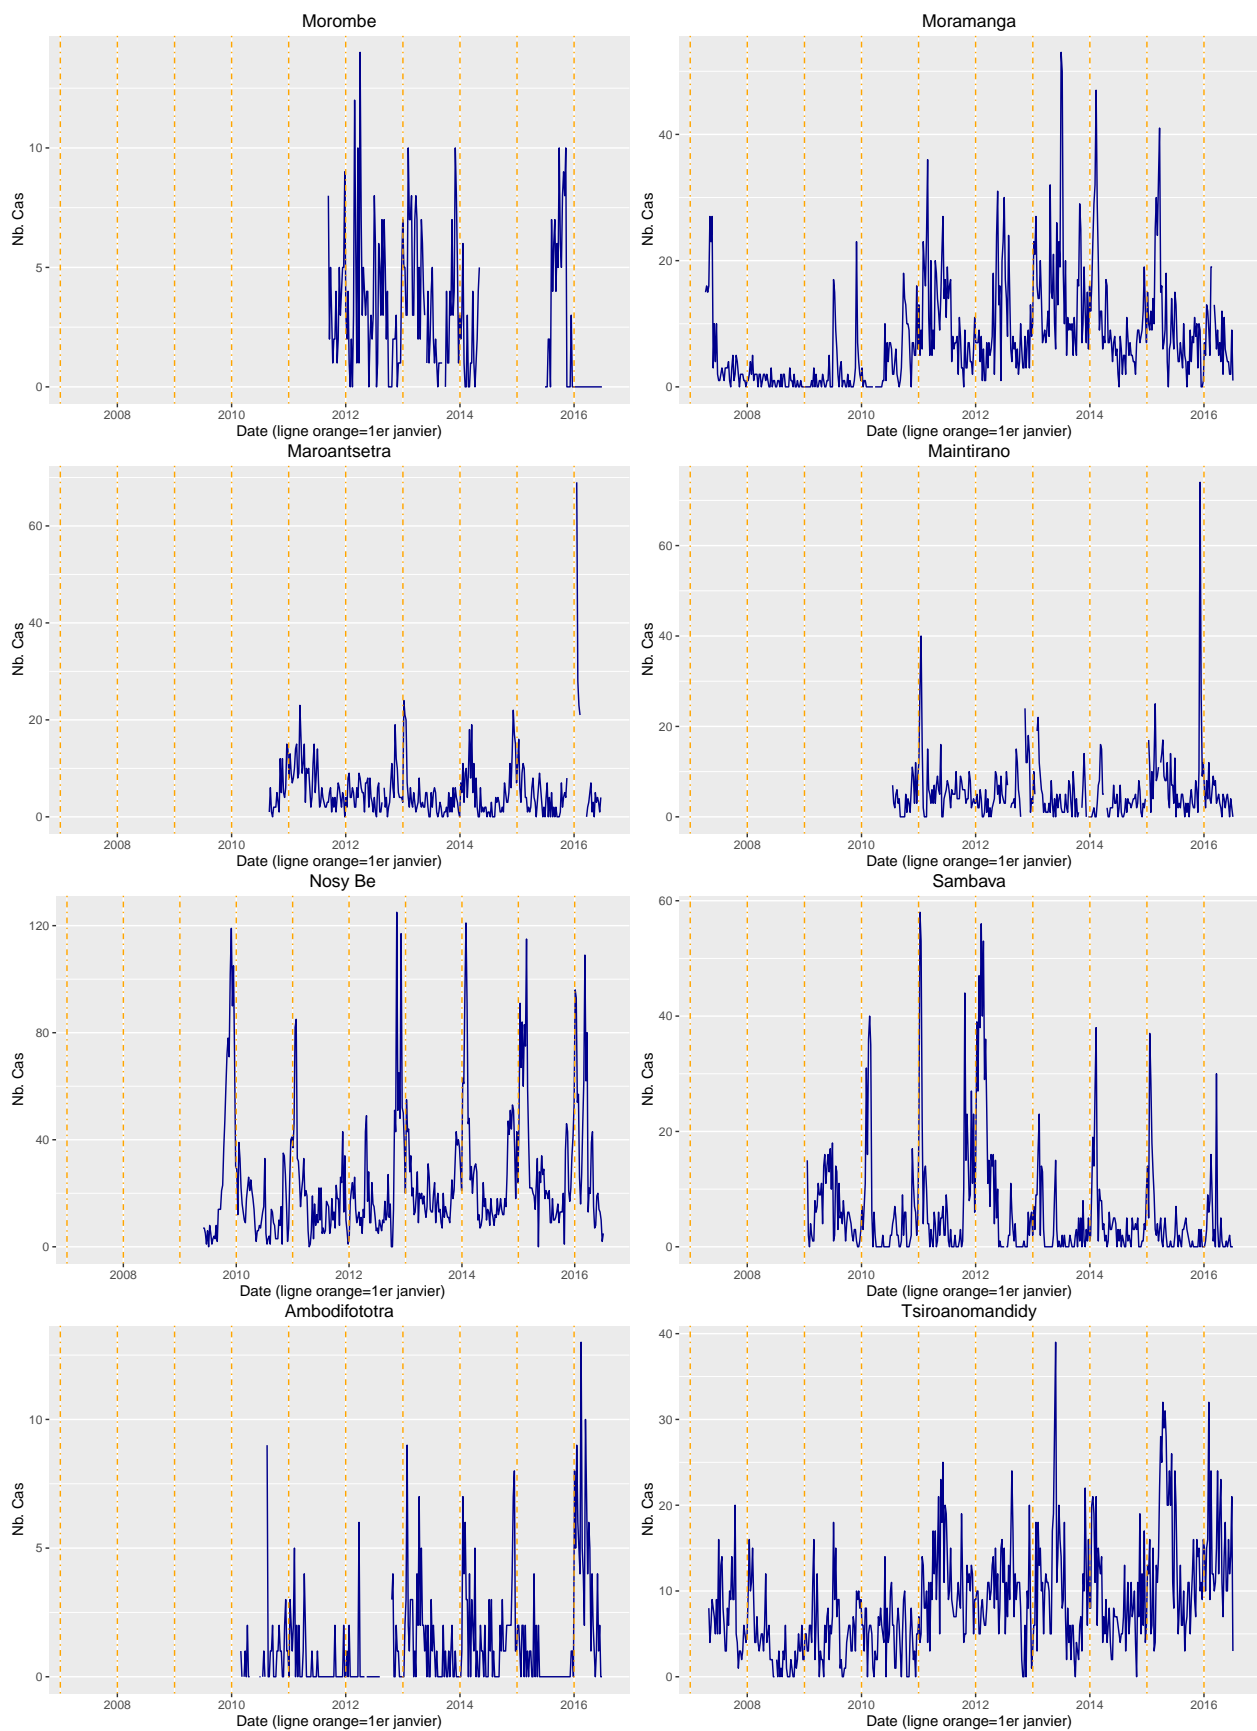 Morombe
Nb. Cas
10
5
0
2008 2010 2012 2014 2016
Date (ligne orange=1er janvier)
Moramanga
Nb. Cas
40
20
0
2008 2010 2012 2014 2016
Date (ligne orange=1er janvier)
Maroantsetra
Nb. Cas
60
40
20
0
2008 2010 2012 2014 2016
Date (ligne orange=1er janvier)
Maintirano
Nb. Cas
60
40
20
0
2008 2010 2012 2014 2016
Date (ligne orange=1er janvier)
Nosy Be
Nb. Cas
120
80
40
0
2008 2010 2012 2014 2016
Date (ligne orange=1er janvier)
Sambava
Nb. Cas
60
40
20
0
2008 2010 2012 2014 2016
Date (ligne orange=1er janvier)
Ambodifototra
Nb. Cas
10
5
0
2008 2010 2012 2014 2016
Date (ligne orange=1er janvier)
Tsiroanomandidy
Nb. Cas
40
30
20
10
0
2008 2010 2012 2014 2016
Date (ligne orange=1er janvier)